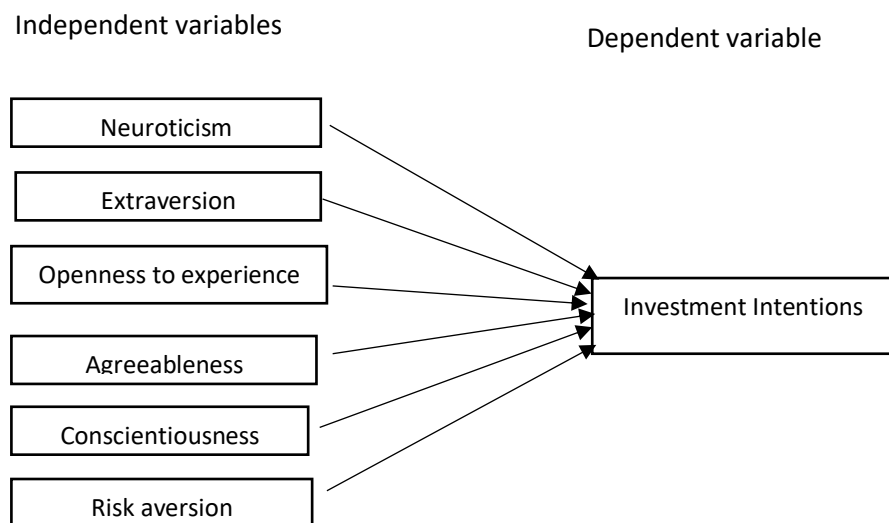 Independent variables
Dependent variable
Neuroticism
Extraversion
Openness to experience
Investment Intentions
Agreeableness
Conscientiousness
Risk aversion